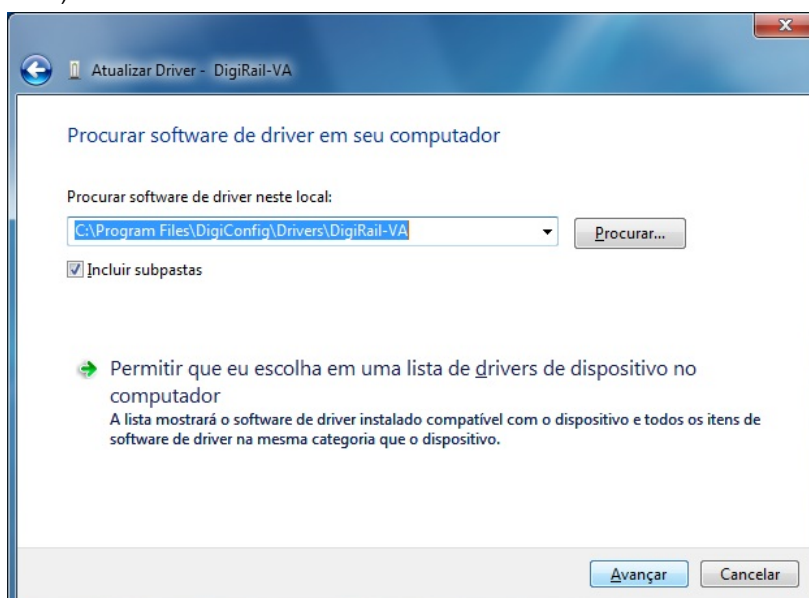 Atualizar Driver - DigiRail-VA
Procurar software de driver em seu computador
Procurar software de driver neste local:
C:\Program Files\DigiConfig\Drivers\DigiRail-VA
Procurar...
Incluir subpastas
Permitir que eu escolha em uma lista de drivers de dispositivo no
computador
A lista mostrará o software de driver instalado compatível com o dispositivo e todos os itens de
software de driver na mesma categoria que o dispositivo.
Avançar
Cancelar